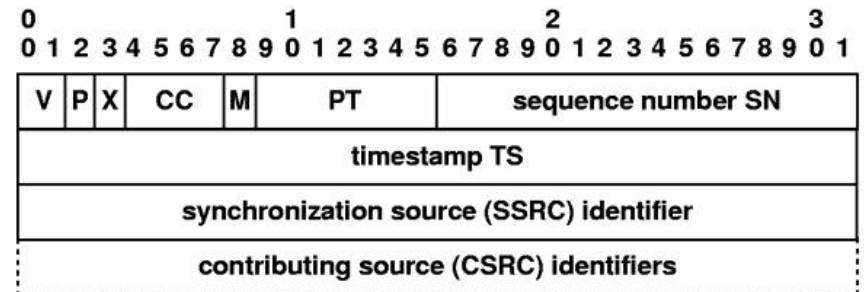 0 1 2 3
0 1 2 3 4 5 6 7 8 9 0 1 2 3 4 5 6 7 8 9 0 1 2 3 4 5 6 7 8 9 0 1
V P X CC M PT sequence number SN
timestamp TS
synchronization source (SSRC) identifier
contributing source (CSRC) identifiers